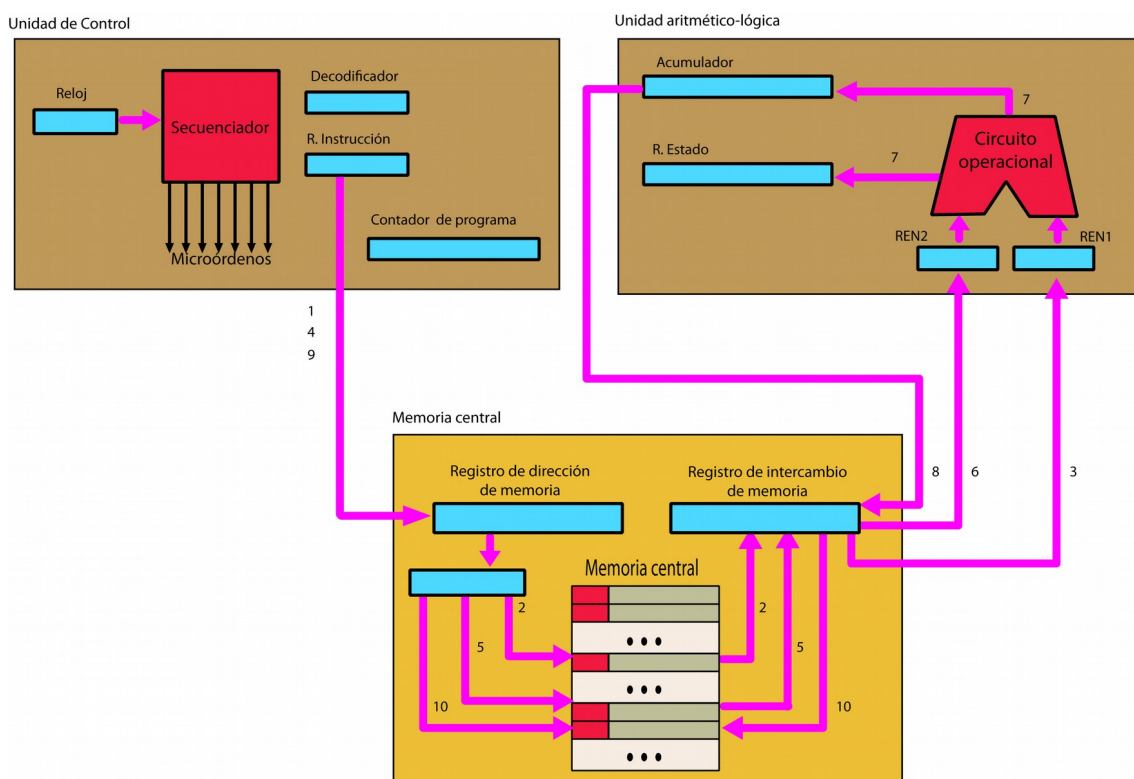 Unidad de Control
Unidad aritmético-lógica
Reloj
Secuenciador
Decodificador
R. Instrucción
Contador de programa
Microórdenos
Acumulador
R. Estado
7
7
Circuito
operacional
REN2
REN1
1
4
9
Memoria central
8
6
3
Registro de dirección
de memoria
Registro de intercambio
de memoria
Memoria central
2
5
10
2
5
10